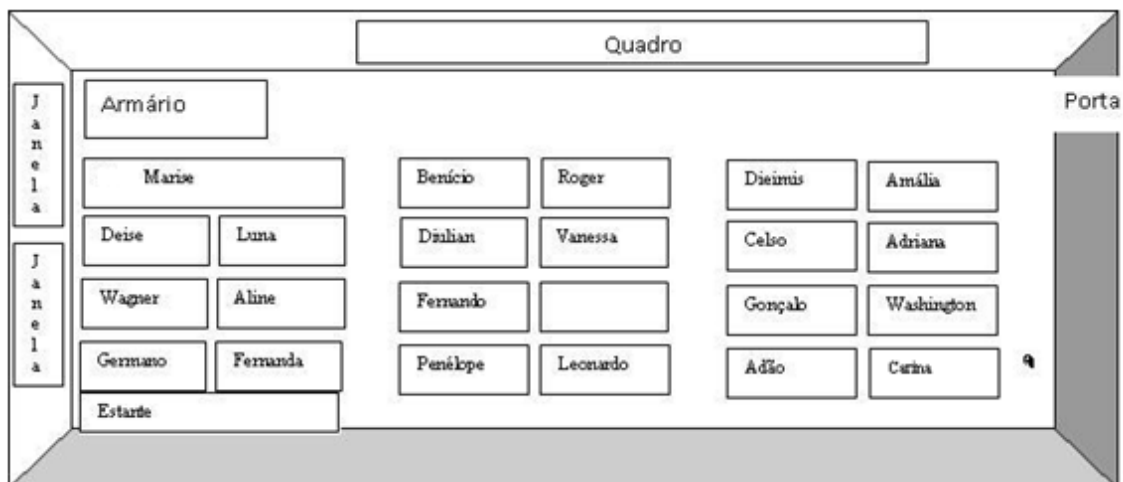 Quadro
Armário
Porta
Janela
Janela
Marise
Benício Roger
Dieimis Amália
Deise Luna
Diulian Vanessa
Celso Adriana
Wagner Aline
Fernando
Gonçalo Washington
Germano Fernanda
Penélope Leonardo
Adão Carina
Estante